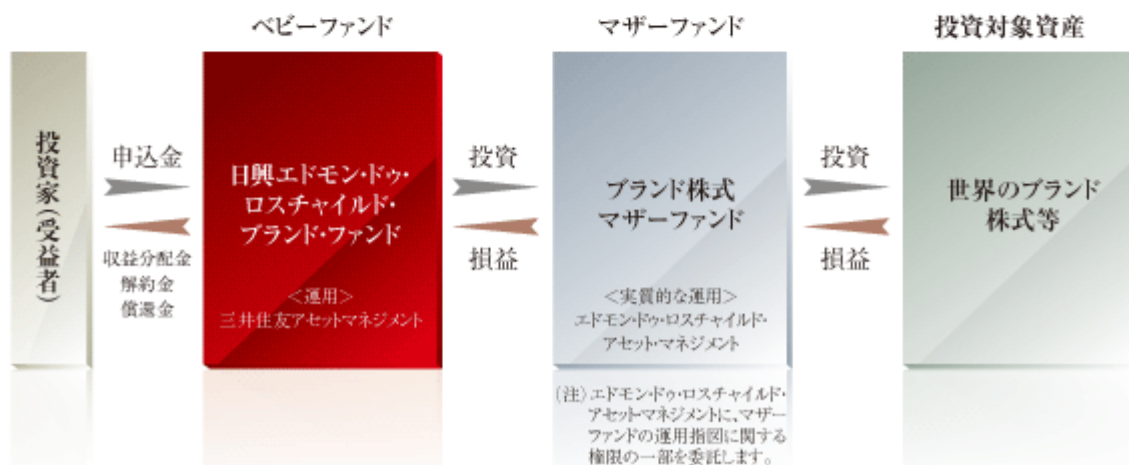 ベビーファンド
マザーファンド
投資対象資産
投資家(受益者)
申込金
収益分配金
解約金
償還金
日興エドモン・ドゥ・
ロスチャイルド・
ブランド・ファンド
<運用>
三井住友アセットマネジメント
投資
損益
ブランド株式
マザーファンド
<実質的な運用>
エドモン・ドゥ・ロスチャイルド・
アセット・マネジメント
(注)エドモン・ドゥ・ロスチャイルド・
アセット・マネジメントに、マザー
ファンドの運用指図に関する
権限の一部を委託します。
投資
損益
世界のブランド
株式等